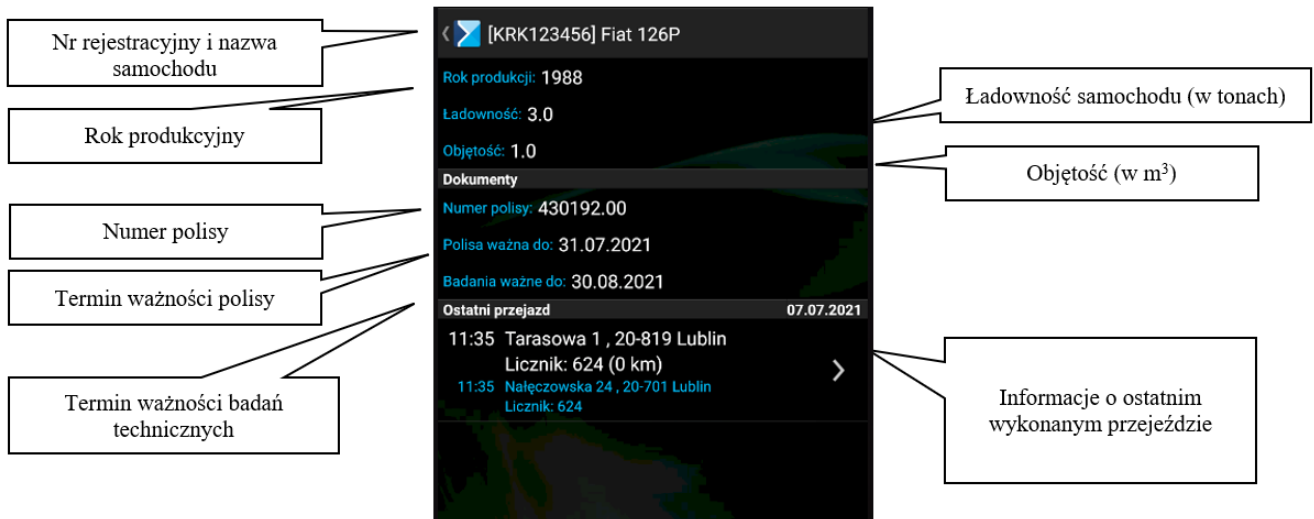 Nr rejestracyjny i nazwa
samochodu
Rok produkcyjny
Numer polisy
Termin ważności polisy
Termin ważności badań
technicznych
[KRK123456] Fiat 126P
Rok produkcji: 1988
Ładowność: 3.0
Objętość: 1.0
Dokumenty
Numer polisy: 430192.00
Polisa ważna do: 31.07.2021
Badania ważne do: 30.08.2021
Ostatni przejazd 07.07.2021
11:35 Tarasowa 1 , 20-819 Lublin
Licznik: 624 (0 km)
11:35 Nałęczowska 24 , 20-701 Lublin
Licznik: 624
Ładowność samochodu (w tonach)
Objętość (w m³)
Informacje o ostatnim
wykonanym przejeździe